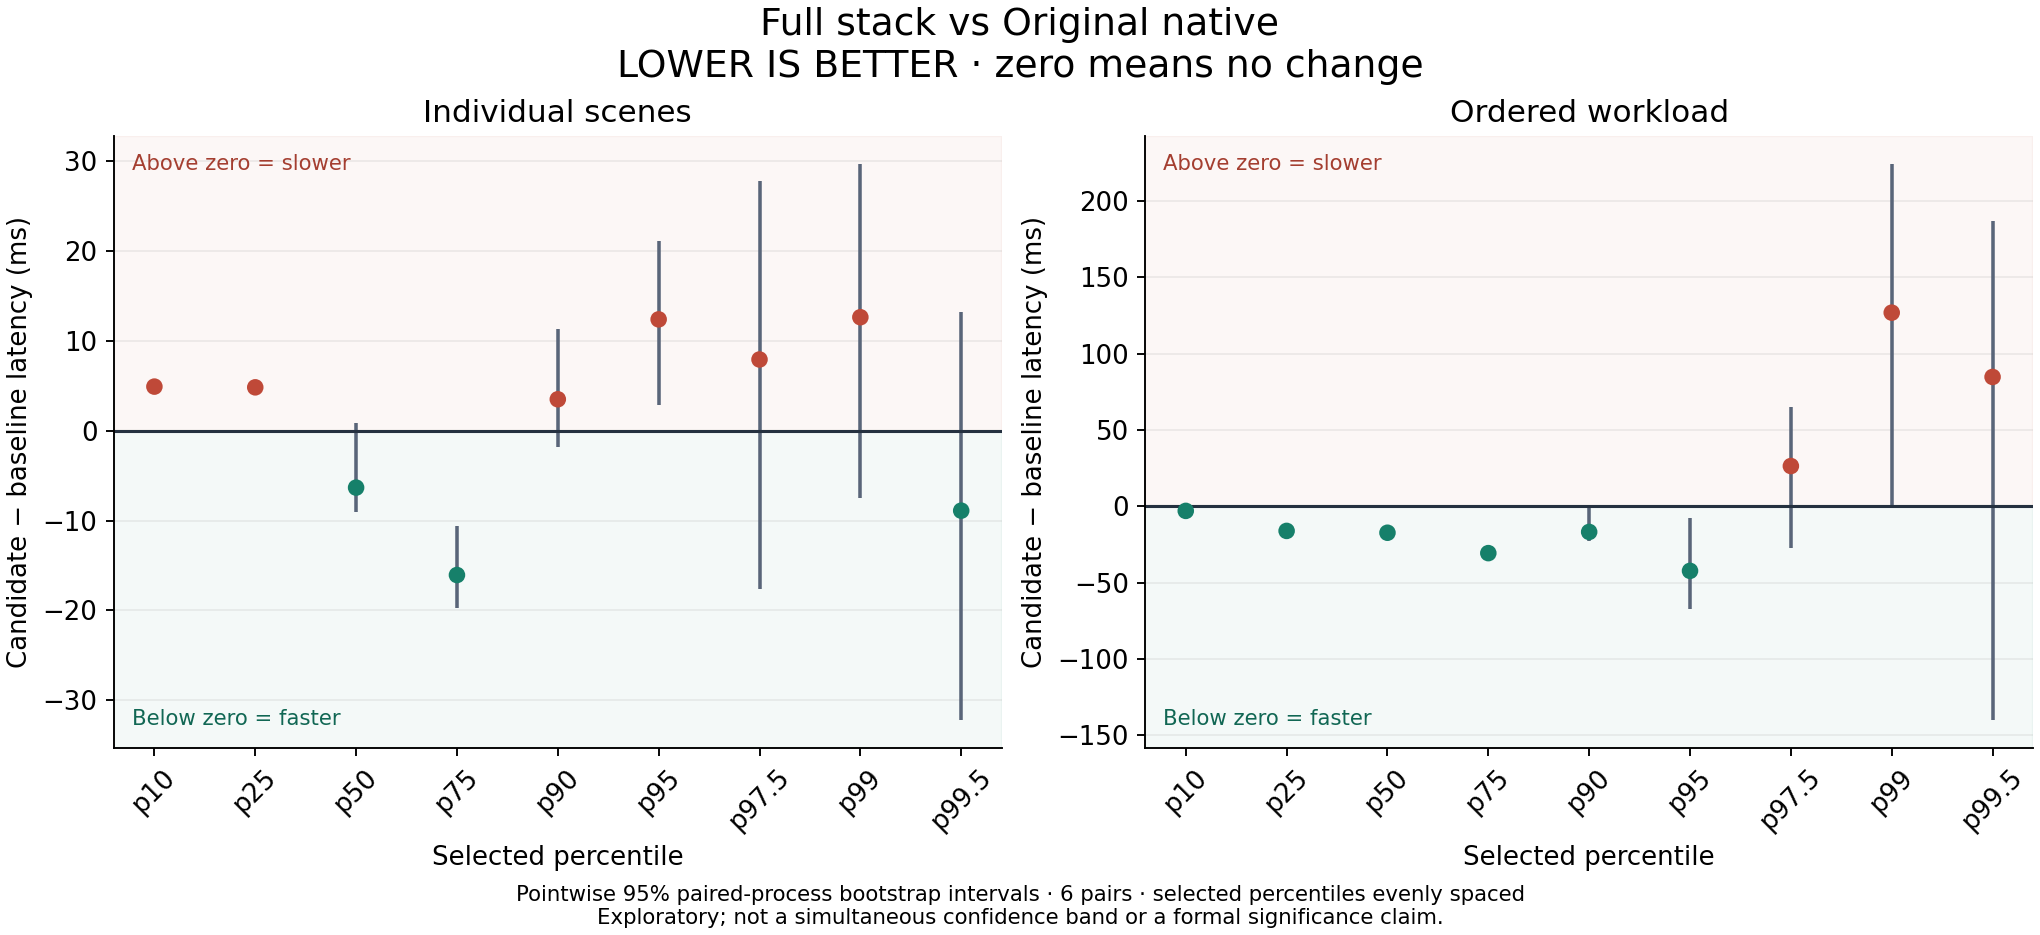 Full stack vs Original native
LOWER IS BETTER · zero means no change
Individual scenes
Above zero = slower
Below zero = faster
Candidate − baseline latency (ms)
30
20
10
0
−10
−20
−30
p10
p25
p50
p75
p90
p95
p97.5
p99
p99.5
Selected percentile
Ordered workload
Above zero = slower
Below zero = faster
Candidate − baseline latency (ms)
200
150
100
50
0
−50
−100
−150
p10
p25
p50
p75
p90
p95
p97.5
p99
p99.5
Selected percentile
Pointwise 95% paired-process bootstrap intervals · 6 pairs · selected percentiles evenly spaced
Exploratory; not a simultaneous confidence band or a formal significance claim.